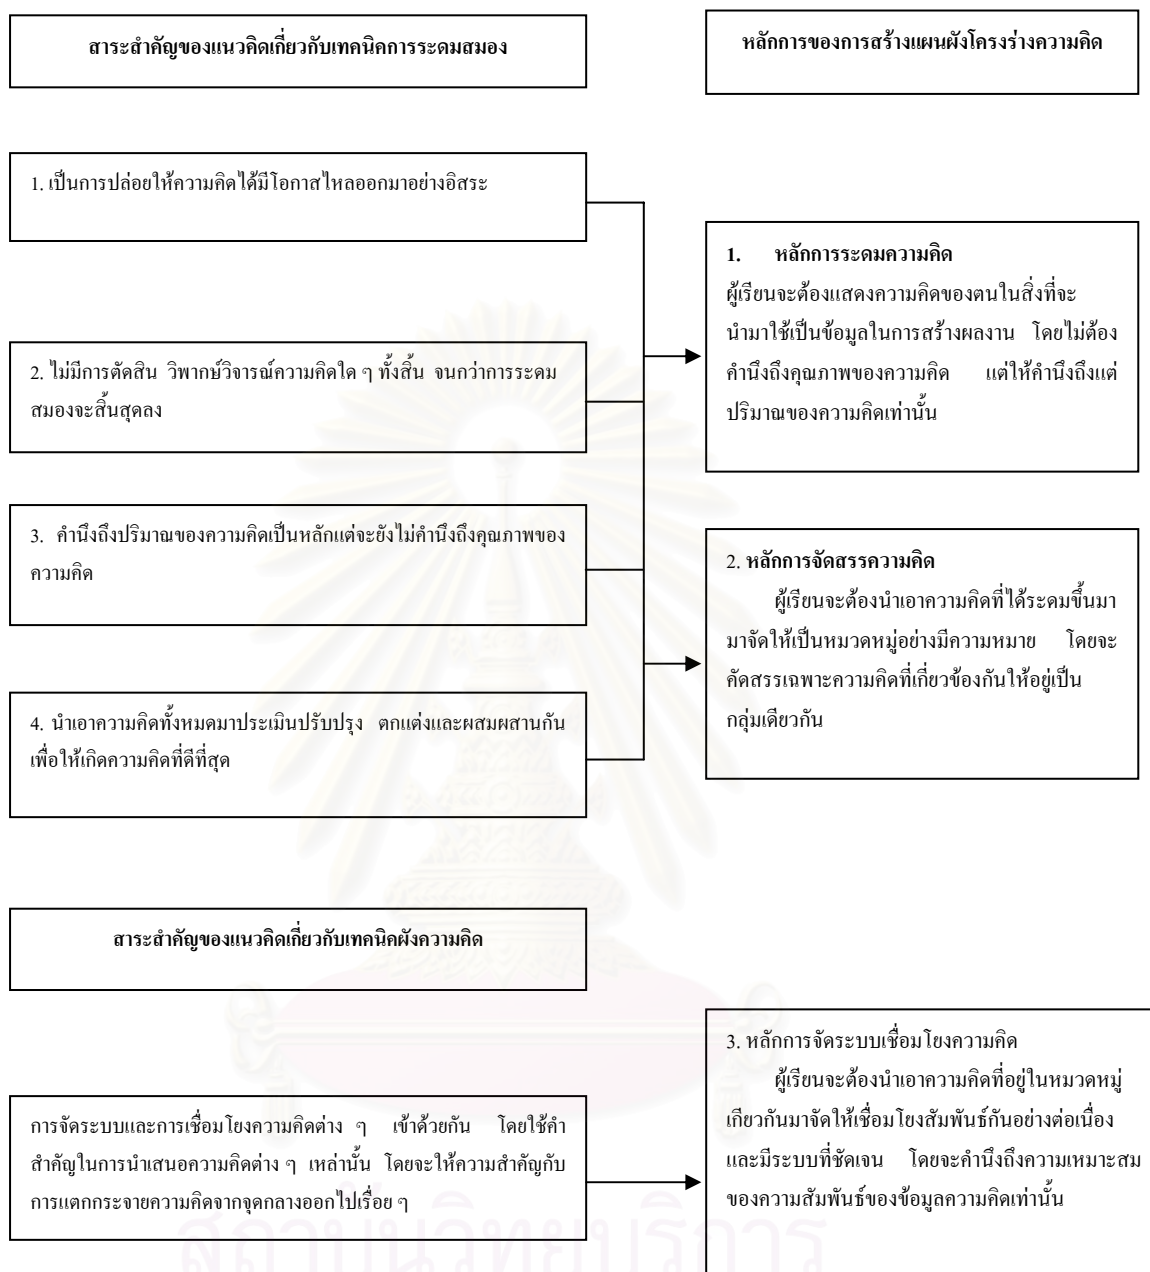 สาระสำคัญของแนวคิดเกี่ยวกับเทคนิคการระดมสมอง
หลักการของการสร้างแผนผังโครงร่างความคิด
1. เป็นการปล่อยให้ความคิดได้มีโอกาสไหลออกมาอย่างอิสระ
2. ไม่มีการตัดสิน วิพากษ์วิจารณ์ความคิดใด ๆ ทั้งสิ้น จนกว่าการระดม
สมองจะสิ้นสุดลง
3. คำนึงถึงปริมาณของความคิดเป็นหลักแต่จะยังไม่คำนึงถึงคุณภาพของ
ความคิด
4. นำเอาความคิดทั้งหมดมาประเมินปรับปรุง ตกแต่งและผสมผสานกัน
เพื่อให้เกิดความคิดที่ดีที่สุด
1. หลักการระดมความคิด
ผู้เรียนจะต้องแสดงความคิดของตนในสิ่งที่จะ
นำมาใช้เป็นข้อมูลในการสร้างผลงาน โดยไม่ต้อง
คำนึงถึงคุณภาพของความคิด แต่ให้คำนึงถึงแต่
ปริมาณของความคิดเท่านั้น
2. หลักการจัดสรรความคิด
ผู้เรียนจะต้องนำเอาความคิดที่ได้ระดมขึ้นมา
มาจัดให้เป็นหมวดหมู่อย่างมีความหมาย โดยจะ
คัดสรรเฉพาะความคิดที่เกี่ยวข้องกันให้อยู่เป็น
กลุ่มเดียวกัน
สาระสำคัญของแนวคิดเกี่ยวกับเทคนิคผังความคิด
การจัดระบบและการเชื่อมโยงความคิดต่าง ๆ เข้าด้วยกัน โดยใช้คำ
สำคัญในการนำเสนอความคิดต่าง ๆ เหล่านั้น โดยจะให้ความสำคัญกับ
การแตกกระจายความคิดจากจุดกลางออกไปเรื่อย ๆ
3. หลักการจัดระบบเชื่อมโยงความคิด
ผู้เรียนจะต้องนำเอาความคิดที่อยู่ในหมวดหมู่
เกียวกันมาจัดให้เชื่อมโยงสัมพันธ์กันอย่างต่อเนื่อง
และมีระบบที่ชัดเจน โดยจะคำนึงถึงความเหมาะสม
ของความสัมพันธ์ของข้อมูลความคิดเท่านั้น
สถาบันวิทยบริการ